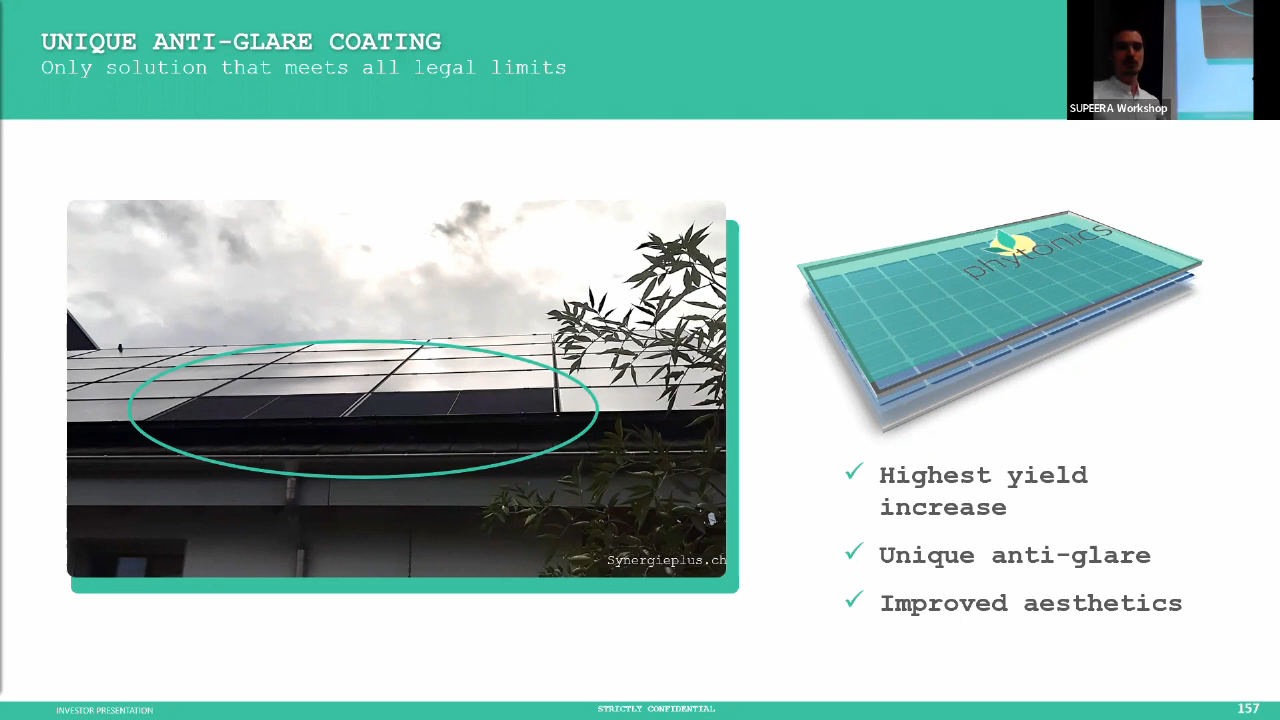 UNIQUE ANTI-GLARE COATING
Only solution that meets all legal limits
SUPEERA Workshop
phytonics
Synergieplus.ch
✓ Highest yield
increase
✓ Unique anti-glare
✓ Improved aesthetics
INVESTOR PRESENTATION
STRICTLY CONFIDENTIAL
157